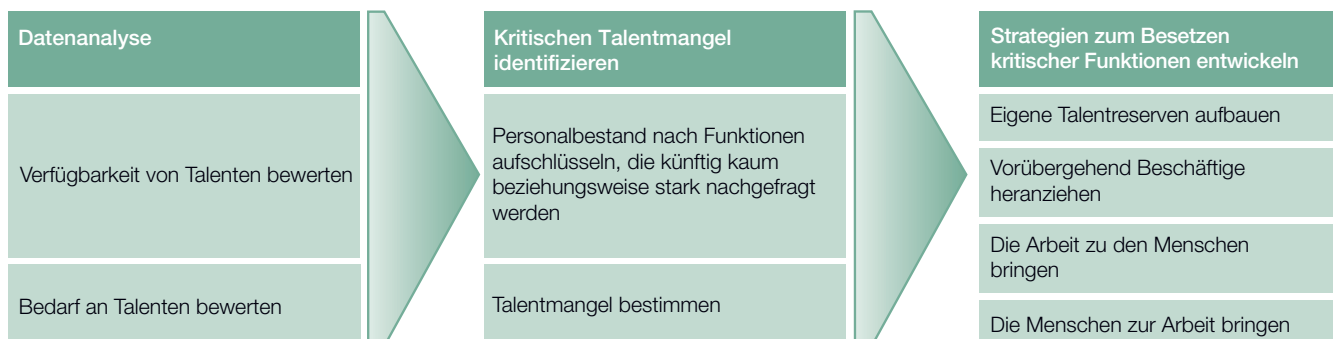 Datenanalyse
Verfügbarkeit von Talenten bewerten
Bedarf an Talenten bewerten
Kritischen Talentmangel
identifizieren
Personalbestand nach Funktionen
aufschlüsseln, die künftig kaum
beziehungsweise stark nachgefragt
werden
Talentmangel bestimmen
Strategien zum Besetzen
kritischer Funktionen entwickeln
Eigene Talentreserven aufbauen
Vorübergehend Beschäftige
heranziehen
Die Arbeit zu den Menschen
bringen
Die Menschen zur Arbeit bringen